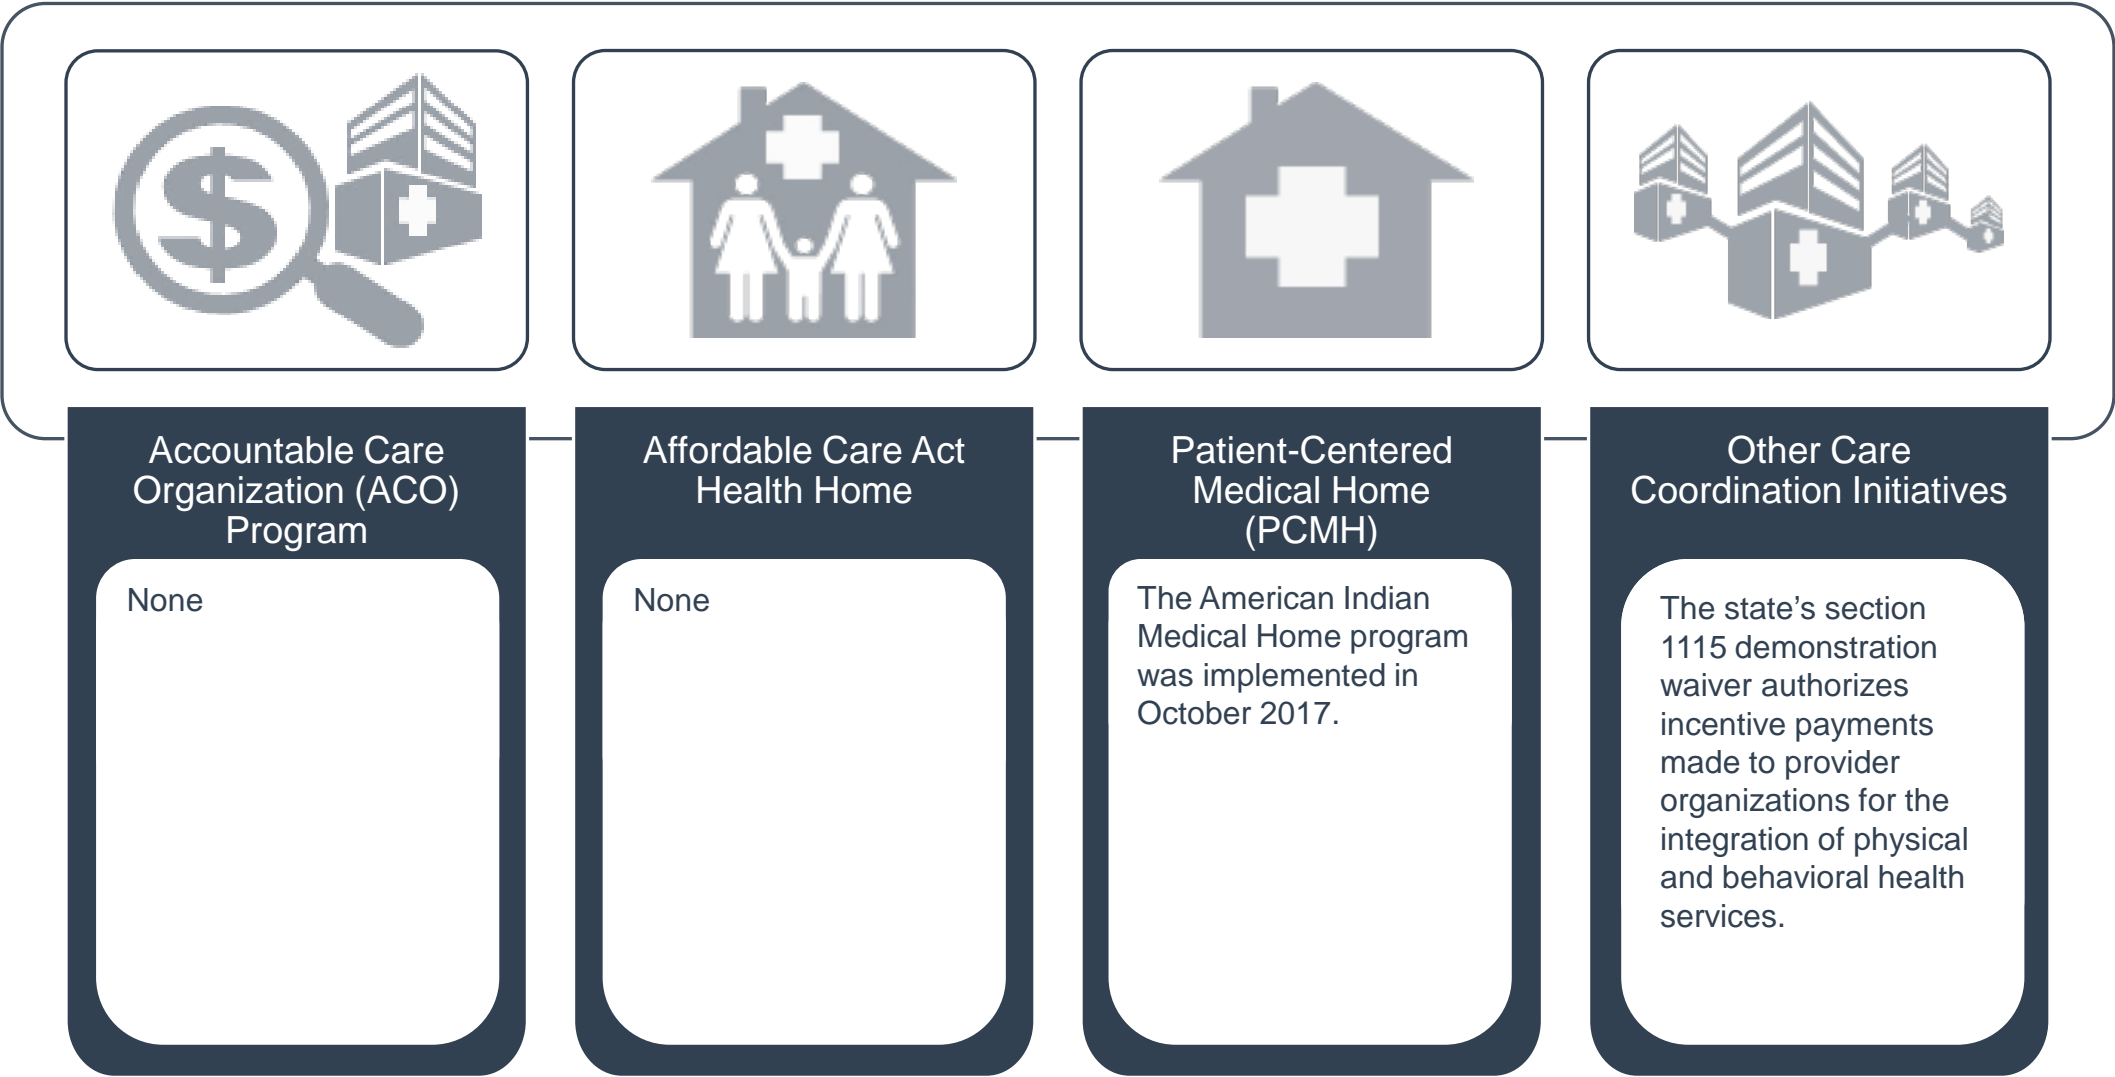 $
Accountable Care
Organization (ACO)
Program
None
Affordable Care Act
Health Home
None
Patient-Centered
Medical Home
(PCMH)
The American Indian
Medical Home program
was implemented in
October 2017.
Other Care
Coordination Initiatives
The state’s section
1115 demonstration
waiver authorizes
incentive payments
made to provider
organizations for the
integration of physical
and behavioral health
services.